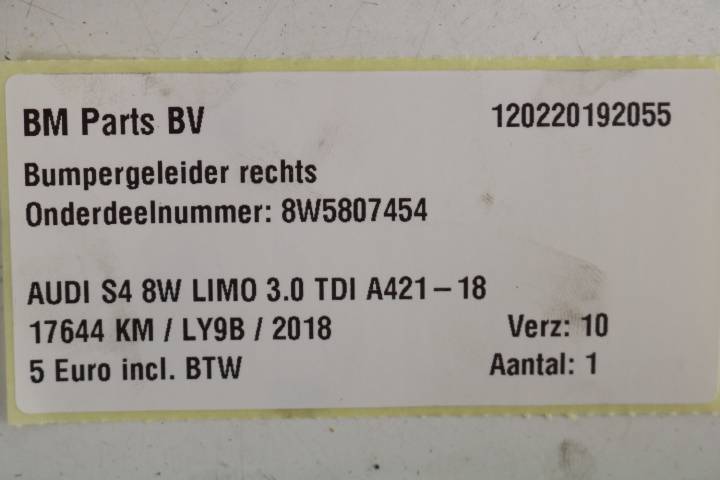 BM Parts BV 120220192055
Bumpergeleider rechts
Onderdeelnummer: 8W5807454
AUDI S4 8W LIMO 3.0 TDI A421-18
17644 KM / LY9B / 2018 Verz: 10
5 Euro incl. BTW Aantal: 1